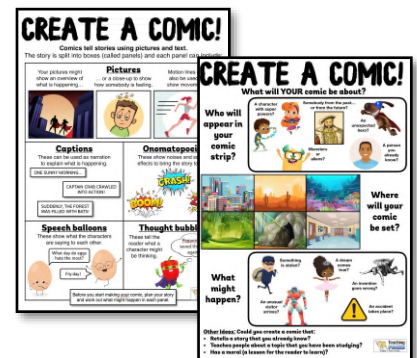 CREATE A COMIC!
Comics tell stories using pictures and text.
The story is split into boxes (called panels) and each panel can include:
Pictures
Your pictures might
show an overview of
what is happening...
... or a close-up to show
how somebody is feeling.
Motion lines
also be used
show movem
Captions
These can be used as narration
to explain what is happening.
ONE SUNNY MORNING...
CAPTAIN CRAB CRAWLED
INTO ACTION!
SUDDENLY, THE FOREST
WAS FILLED WITH BATS!
Onomatopoei
These show noises and
effects to bring the story t
CRASH!
BOOM!
Speech balloons
These show what the characters
are saying to each other.
What day do eggs
hate the most?
Fry-day!
Thought bubbl
These tell the
reader what a
character might
be thinking.
Before you start making your comic, plan your story
and work out what might happen in each panel.
CREATE A COMIC!
What will YOUR comic be about?
Who will
appear in
your
comic
strip?
A character
with super
powers?
Somebody from the past...
or from the future?
An
unexpected
hero?
Monsters
or
aliens?
A person
you
already
know?
Where
will your
comic
be set?
What
might
happen?
Something
is stolen?
A dream
comes
true?
An invention
goes wrong?
An unusual
visitor
arrives?
An accident
takes place?
Other Ideas: Could you create a comic that:
• Retells a story that you already know?
• Teaches people about a topic that you have been studying?
• Has a moral (a lesson for the reader to learn)?
Teaching